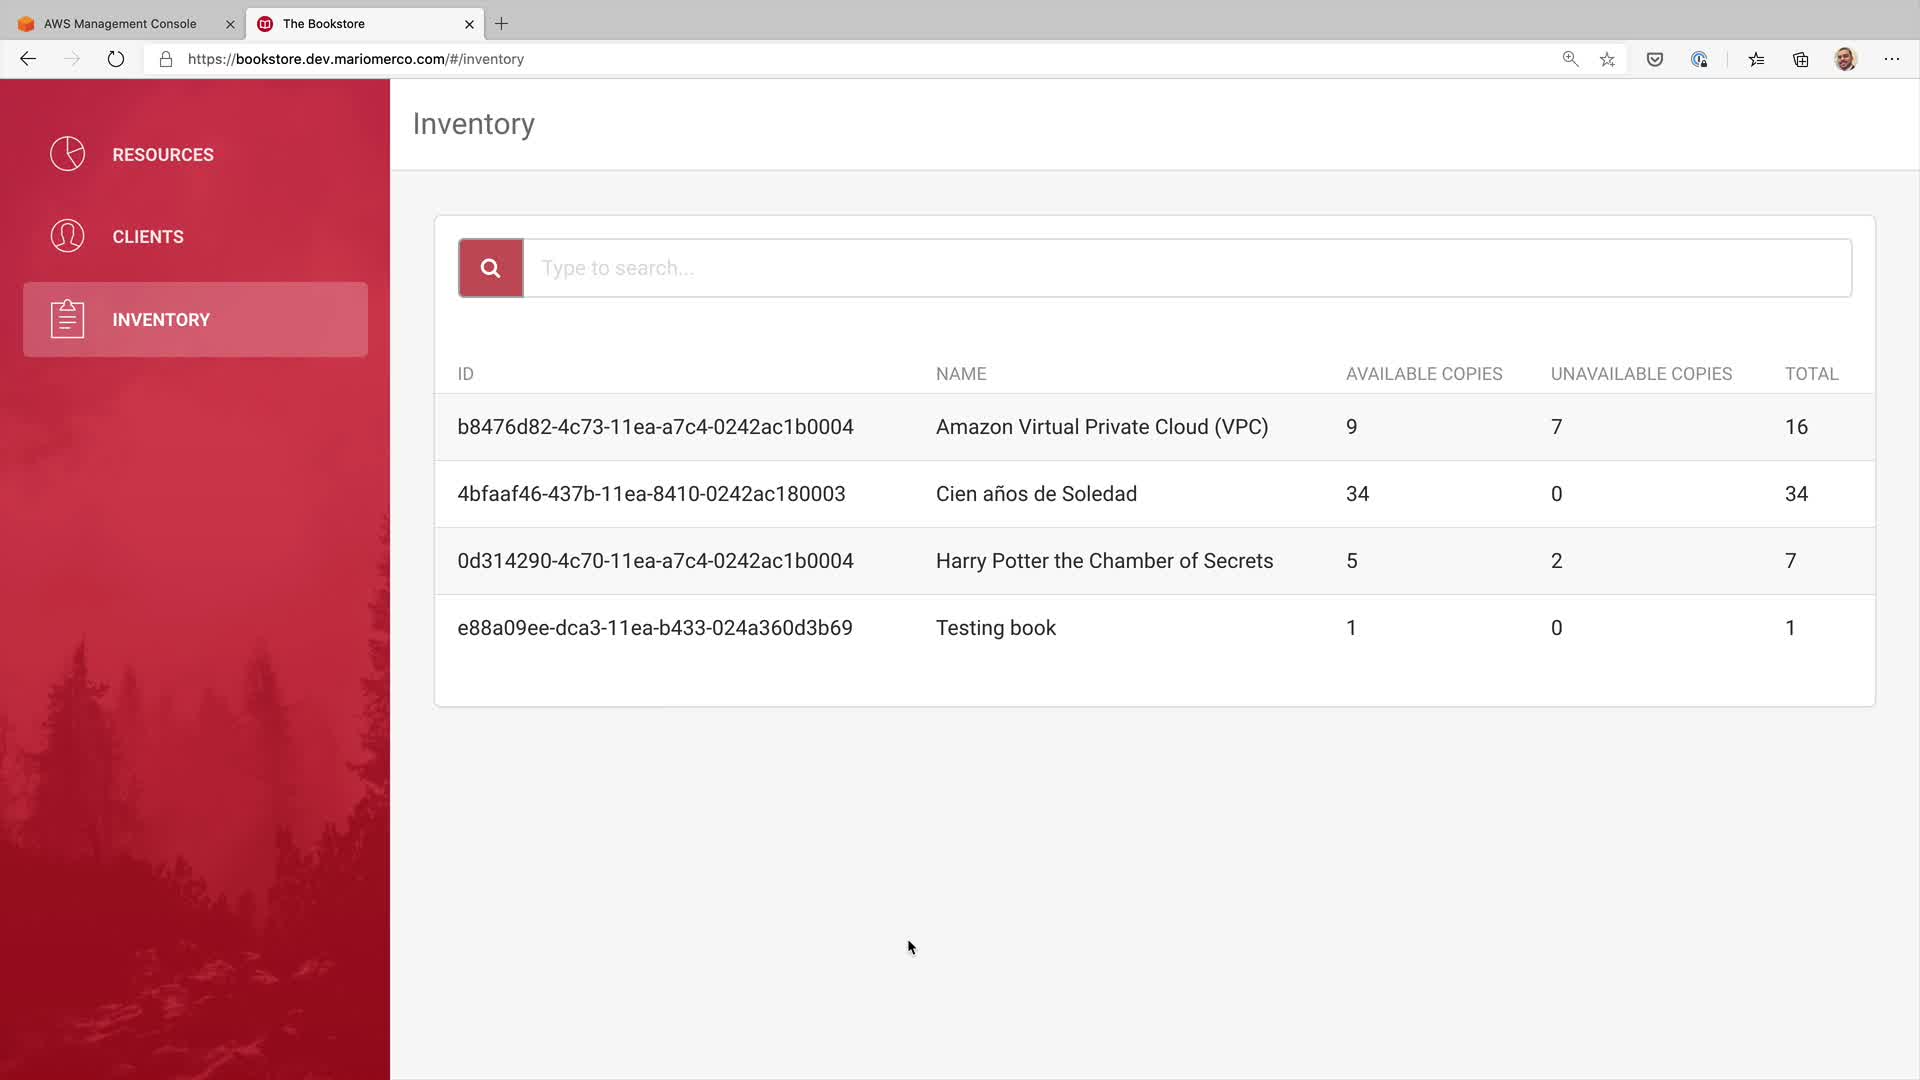 AWS Management Console
The Bookstore
https://bookstore.dev.mariomerco.com/#/inventory
RESOURCES
CLIENTS
INVENTORY
Inventory
Type to search...
ID NAME AVAILABLE COPIES UNAVAILABLE COPIES TOTAL
b8476d82-4c73-11ea-a7c4-0242ac1b0004 Amazon Virtual Private Cloud (VPC) 9 7 16
4bfaaf46-437b-11ea-8410-0242ac180003 Cien años de Soledad 34 0 34
0d314290-4c70-11ea-a7c4-0242ac1b0004 Harry Potter the Chamber of Secrets 5 2 7
e88a09ee-dca3-11ea-b433-024a360d3b69 Testing book 1 0 1